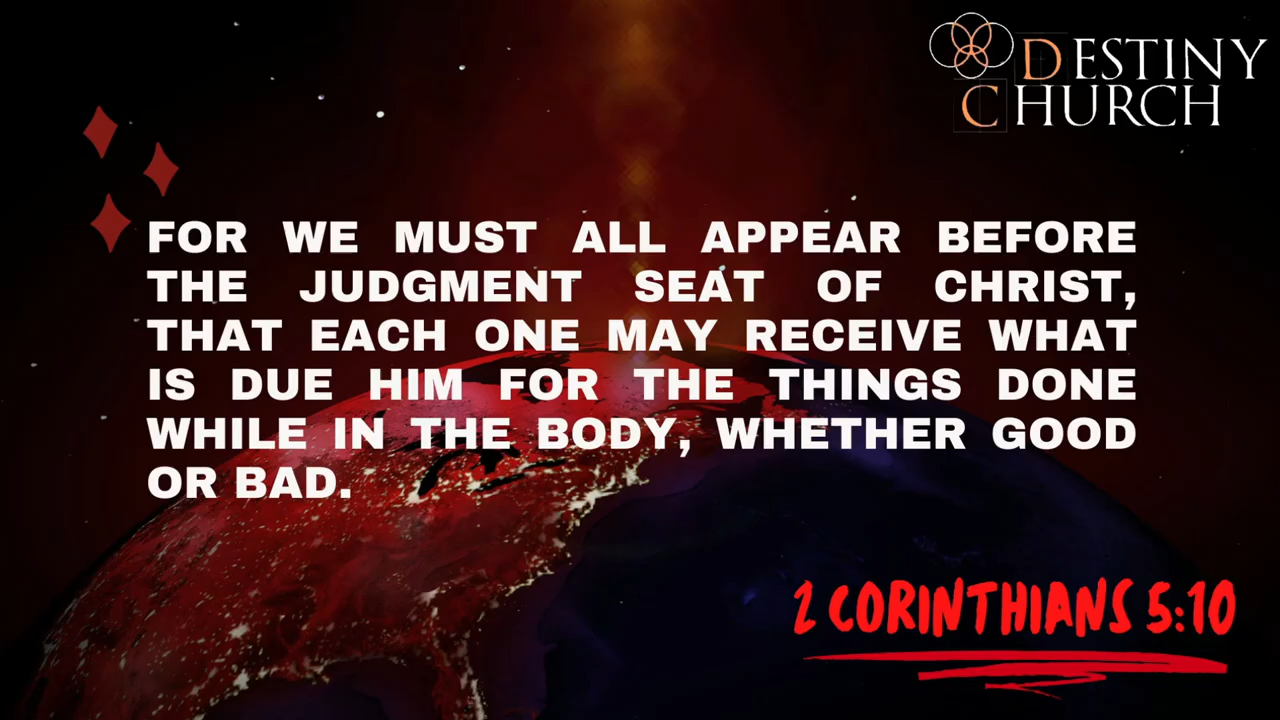 DESTINY
CHURCH
FOR WE MUST ALL APPEAR BEFORE
THE JUDGMENT SEAT OF CHRIST,
THAT EACH ONE MAY RECEIVE WHAT
IS DUE HIM FOR THE THINGS DONE
WHILE IN THE BODY, WHETHER GOOD
OR BAD.
2 CORINTHIANS 5:10